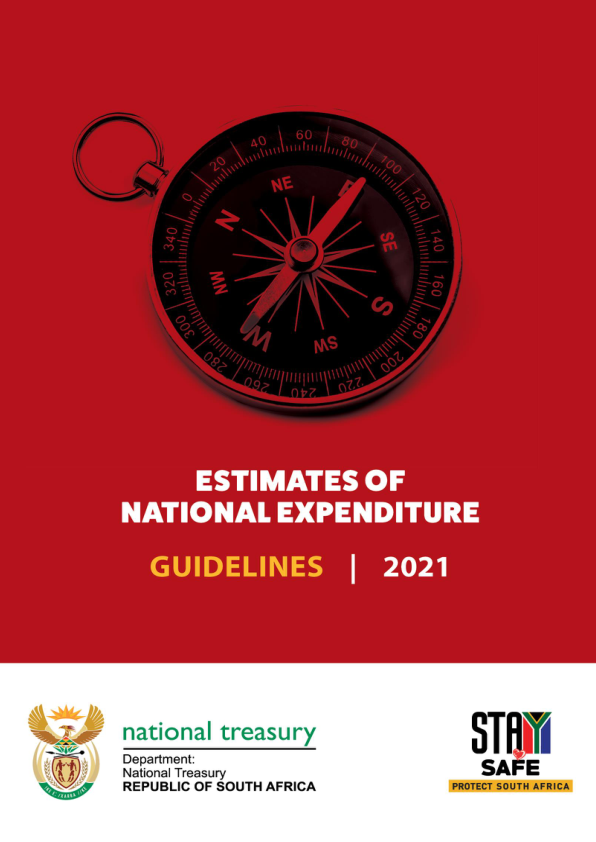 0
20
40
60
80
100
120
140
160
180
200
220
240
260
280
300
320
340
N
NE
E
SE
S
SW
W
NW
ESTIMATES OF
NATIONAL EXPENDITURE
GUIDELINES | 2021
national treasury
Department:
National Treasury
REPUBLIC OF SOUTH AFRICA
STAY
SAFE
PROTECT SOUTH AFRICA